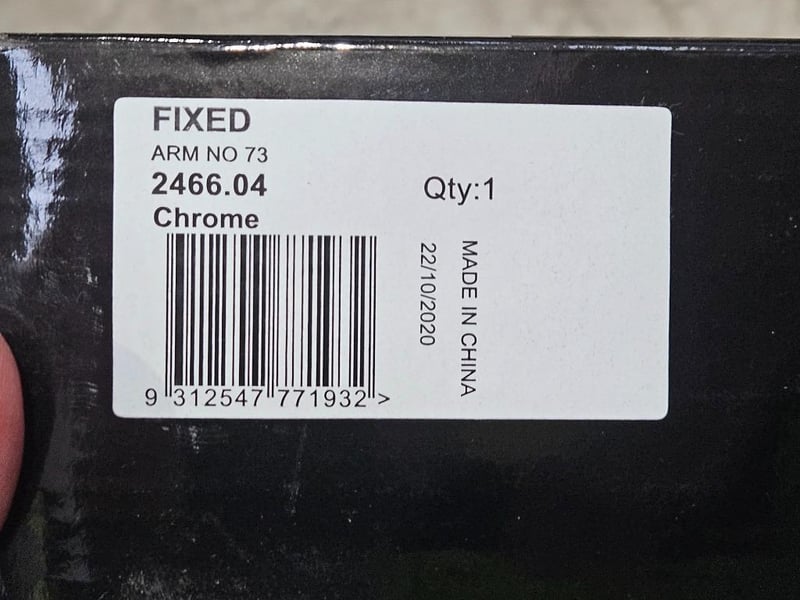 FIXED
ARM NO 73
2466.04
Chrome
Qty:1
9 312547 771932 >
22/10/2020
MADE IN CHINA